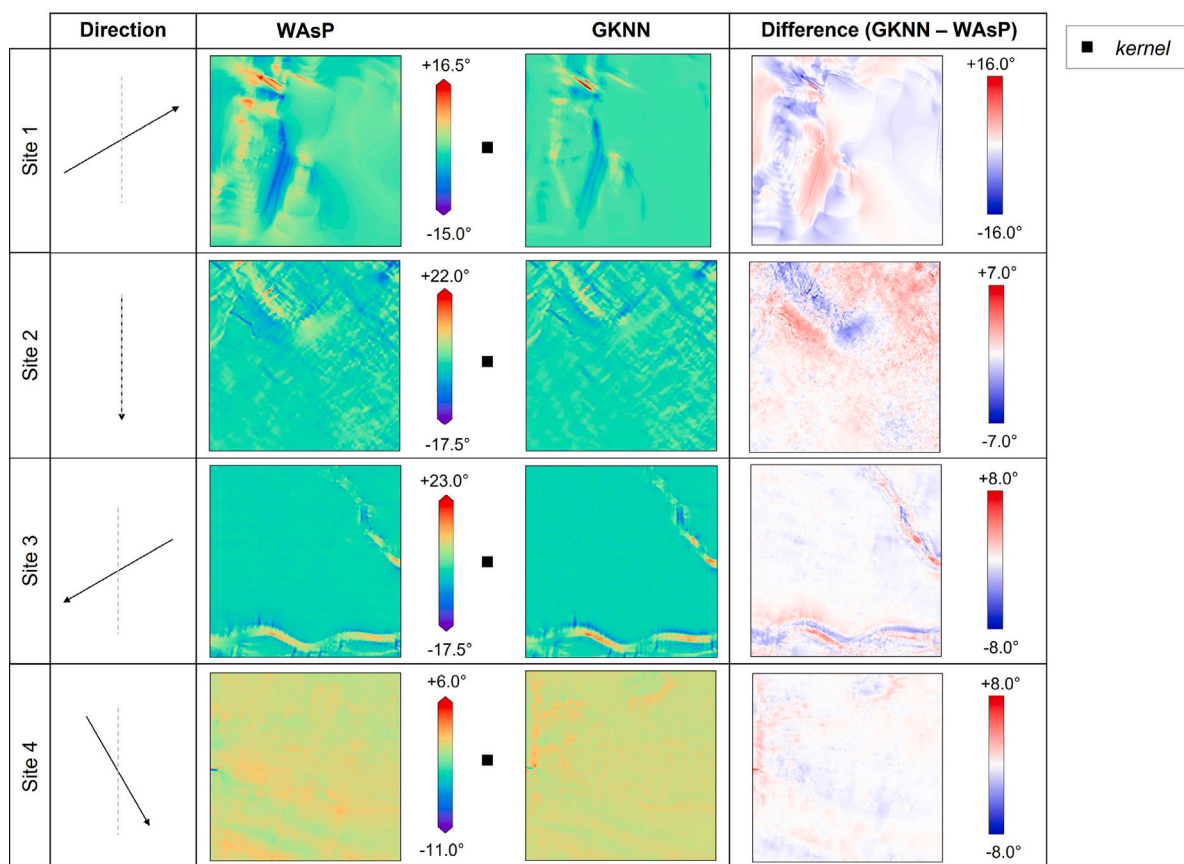 Direction WAsP GKNN Difference (GKNN – WAsP)
■ kernel
Site 1
+16.5°
-15.0°
+16.0°
-16.0°
Site 2
+22.0°
-17.5°
+7.0°
-7.0°
Site 3
+23.0°
-17.5°
+8.0°
-8.0°
Site 4
+6.0°
-11.0°
+8.0°
-8.0°